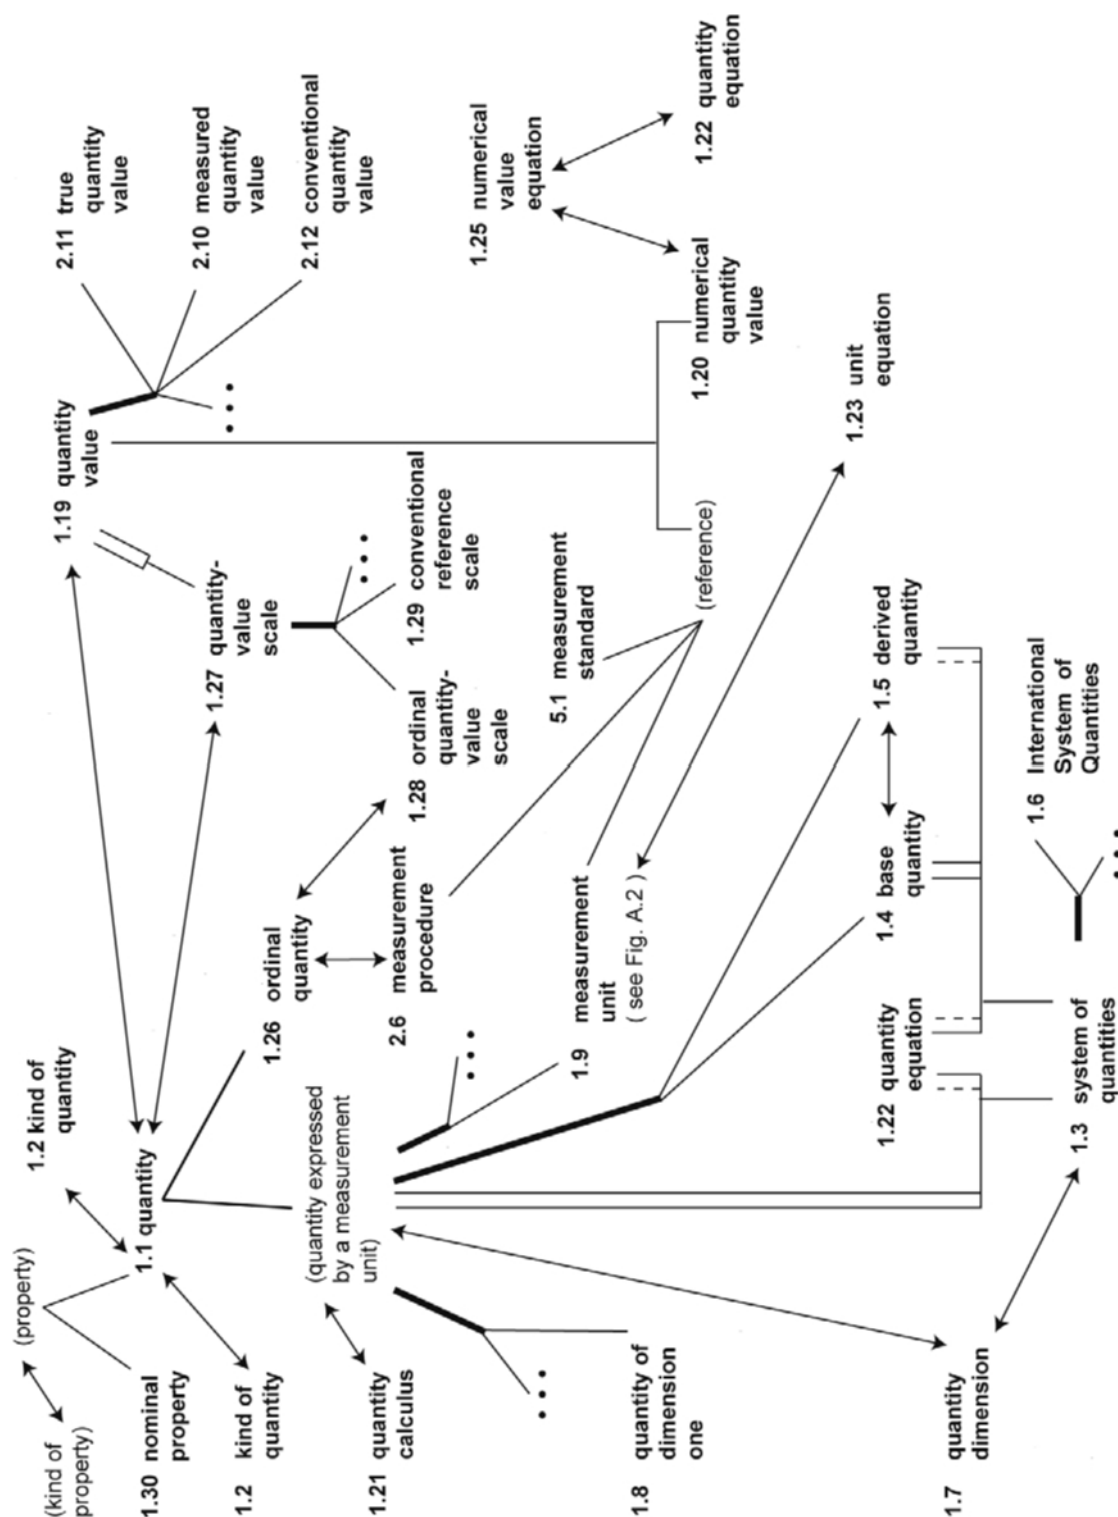 (kind of
property)
(property)
1.30 nominal
property
1.1 quantity
1.2 kind of
quantity
1.2 kind of
quantity
1.19 quantity
value
2.11 true
quantity
value
2.10 measured
quantity
value
2.12 conventional
quantity
value
• • •
1.27 quantity-
value
scale
1.26 ordinal
quantity
(quantity expressed
by a measurement
unit)
1.21 quantity
calculus
2.6 measurement
procedure
1.28 ordinal
quantity-
value
scale
1.29 conventional
reference
scale
• • •
1.25 numerical
value
equation
• • •
• • •
1.9 measurement
unit
( see Fig. A.2 )
5.1 measurement
standard
(reference)
1.20 numerical
quantity
value
1.22 quantity
equation
1.8 quantity of
dimension
one
1.23 unit
equation
1.22 quantity
equation
1.4 base
quantity
1.5 derived
quantity
1.7 quantity
dimension
1.3 system of
quantities
1.6 International
System of
Quantities
• • •